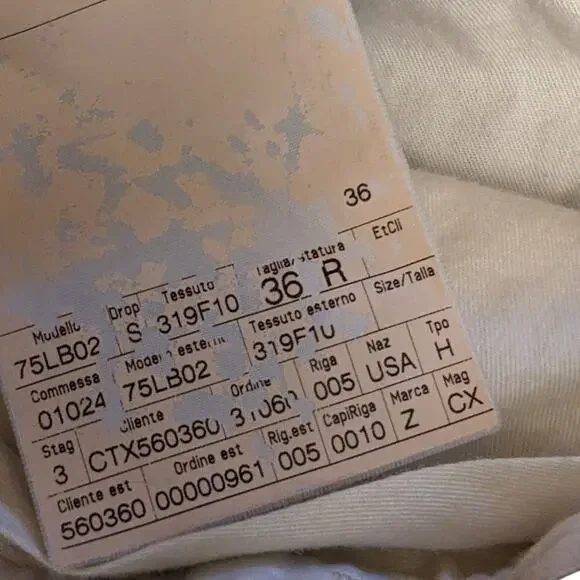 36
EtCli
Drop Tessuto Taglia/statura
Modello S 319F10 36 R
75LB02 Tessuto esterno Size/Talla
Commessa 75LB02 319F10
01024 Cliente Ordine Riga Naz Tpo
Stag CTX560360 005 USA H
3 Ordine est Rig.est CapiRiga Marca Mag
Cliente est 00000961 005 0010 Z CX
560360